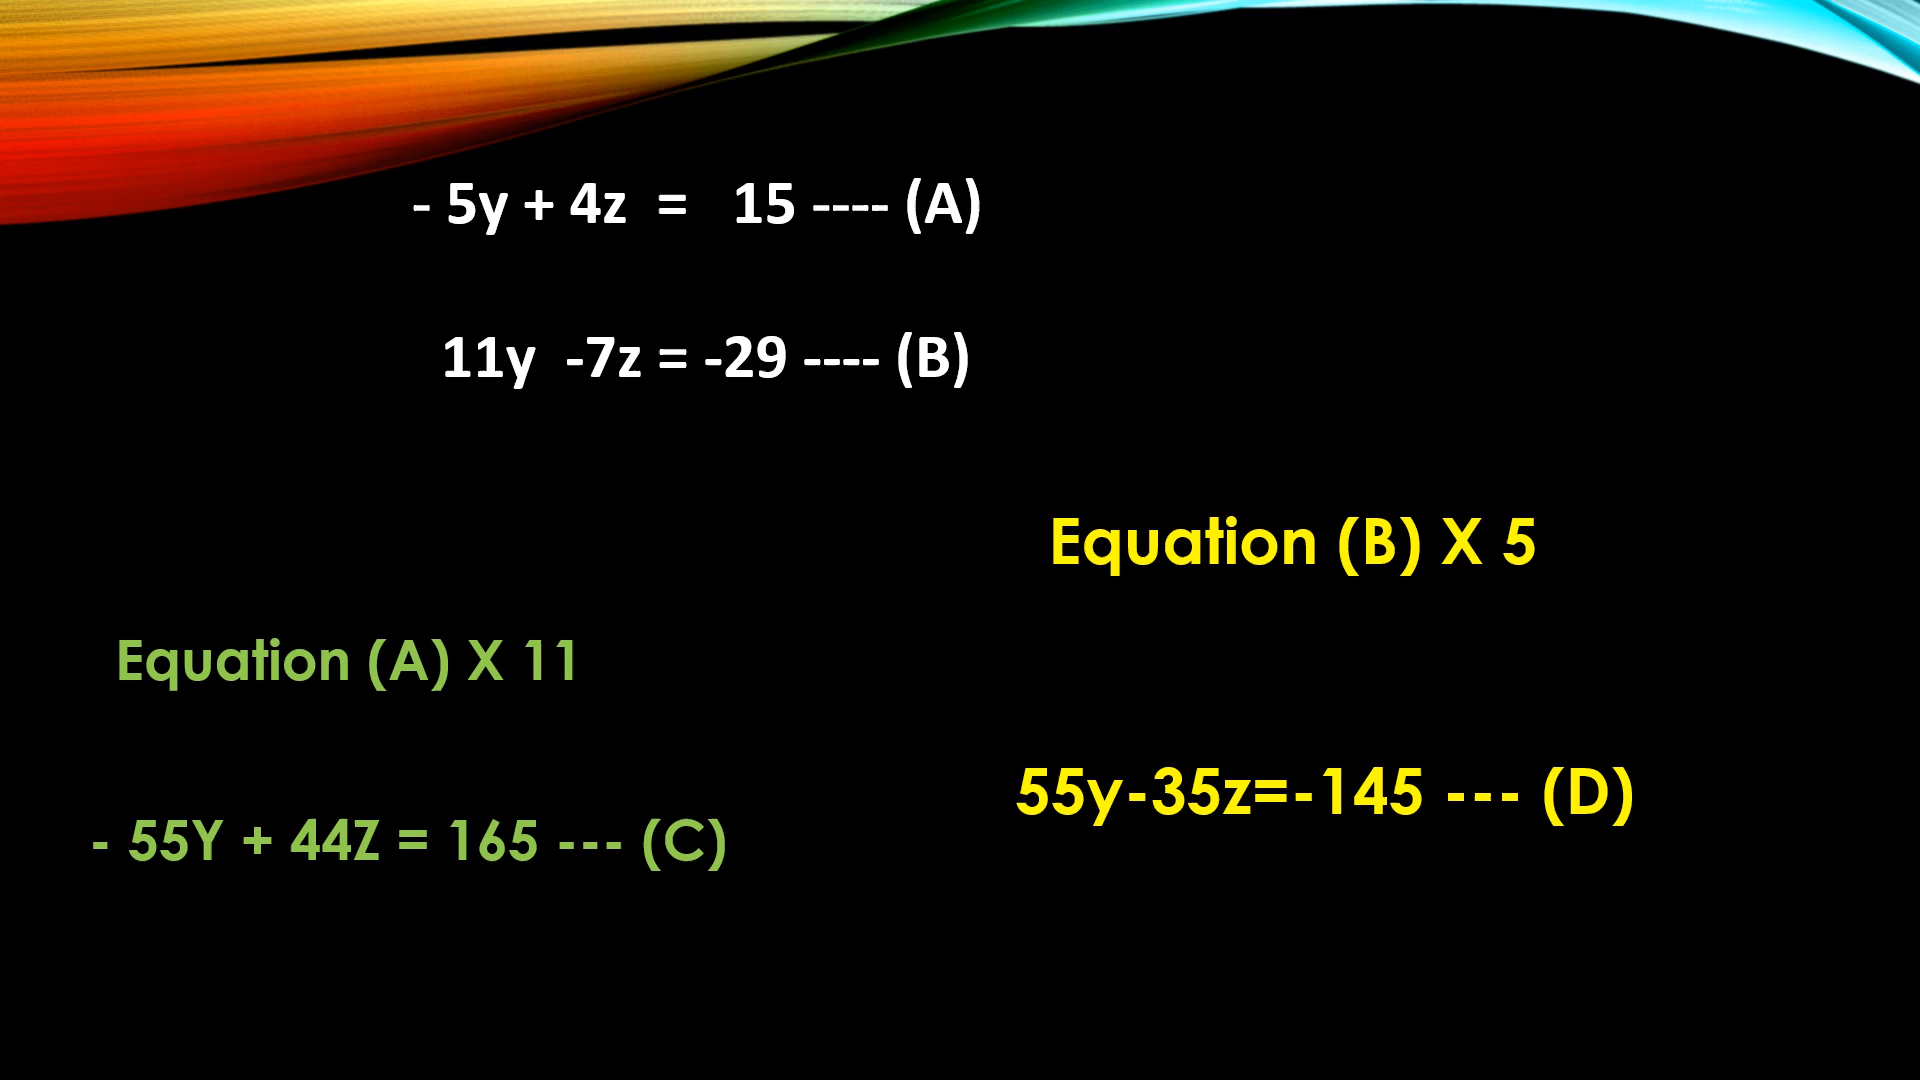 - 5y + 4z = 15 ---- (A)
11y -7z = -29 ---- (B)
Equation (B) X 5
Equation (A) X 11
55y-35z=-145 --- (D)
- 55Y + 44Z = 165 --- (C)